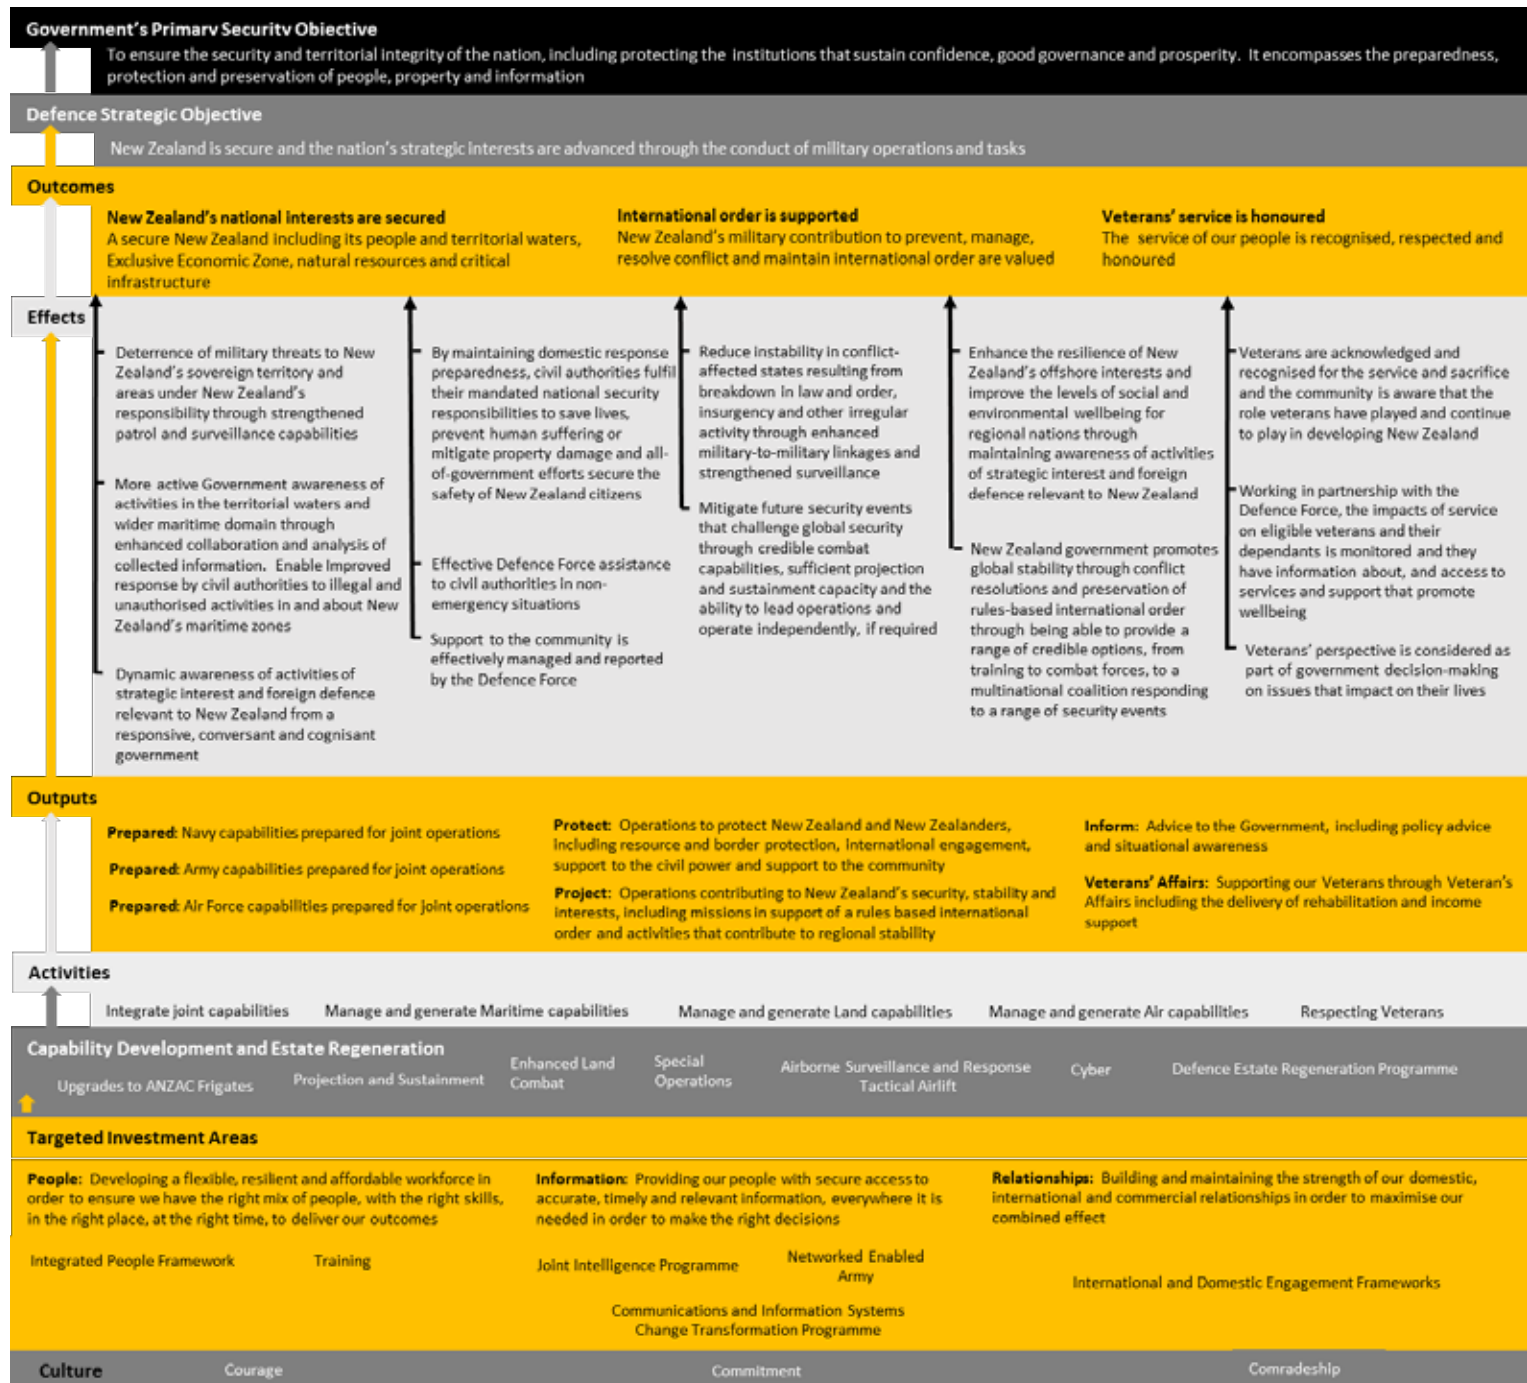 Government's Primary Security Objective
To ensure the security and territorial integrity of the nation, including protecting the institutions that sustain confidence, good governance and prosperity. It encompasses the preparedness,
protection and preservation of people, property and information
Defence Strategic Objective
New Zealand is secure and the nation's strategic interests are advanced through the conduct of military operations and tasks
Outcomes
New Zealand's national interests are secured
A secure New Zealand including its people and territorial waters,
Exclusive Economic Zone, natural resources and critical
infrastructure
International order is supported
New Zealand's military contribution to prevent, manage,
resolve conflict and maintain international order are valued
Veterans' service is honoured
The service of our people is recognised, respected and
honoured
Effects
Deterrence of military threats to New
Zealand's sovereign territory and
areas under New Zealand's
responsibility through strengthened
patrol and surveillance capabilities
More active Government awareness of
activities in the territorial waters and
wider maritime domain through
enhanced collaboration and analysis of
collected information. Enable Improved
response by civil authorities to illegal and
unauthorised activities in and about New
Zealand's maritime zones
Dynamic awareness of activities of
strategic interest and foreign defence
relevant to New Zealand from a
responsive, conversant and cognisant
government
By maintaining domestic response
preparedness, civil authorities fulfil
their mandated national security
responsibilities to save lives,
prevent human suffering or
mitigate property damage and all-
of-government efforts secure the
safety of New Zealand citizens
Effective Defence Force assistance
to civil authorities in non-
emergency situations
Support to the community is
effectively managed and reported
by the Defence Force
Reduce instability in conflict-
affected states resulting from
breakdown in law and order,
insurgency and other irregular
activity through enhanced
military-to-military linkages and
strengthened surveillance
Mitigate future security events
that challenge global security
through credible combat
capabilities, sufficient projection
and sustainment capacity and the
ability to lead operations and
operate independently, if required
Enhance the resilience of New
Zealand's offshore interests and
improve the levels of social and
environmental wellbeing for
regional nations through
maintaining awareness of activities
of strategic interest and foreign
defence relevant to New Zealand
New Zealand government promotes
global stability through conflict
resolutions and preservation of
rules-based international order
through being able to provide a
range of credible options, from
training to combat forces, to a
multinational coalition responding
to a range of security events
Veterans are acknowledged and
recognised for the service and sacrifice
and the community is aware that the
role veterans have played and continue
to play in developing New Zealand
Working in partnership with the
Defence Force, the impacts of service
on eligible veterans and their
dependants is monitored and they
have information about, and access to
services and support that promote
wellbeing
Veterans' perspective is considered as
part of government decision-making
on issues that impact on their lives
Outputs
Prepared: Navy capabilities prepared for joint operations
Prepared: Army capabilities prepared for joint operations
Prepared: Air Force capabilities prepared for joint operations
Protect: Operations to protect New Zealand and New Zealanders,
including resource and border protection, International engagement,
support to the civil power and support to the community
Project: Operations contributing to New Zealand's security, stability and
interests, including missions in support of a rules based international
order and activities that contribute to regional stability
Inform: Advice to the Government, including policy advice
and situational awareness
Veterans' Affairs: Supporting our Veterans through Veteran's
Affairs including the delivery of rehabilitation and income
support
Activities
Integrate joint capabilities
Manage and generate Maritime capabilities
Manage and generate Land capabilities
Manage and generate Air capabilities
Respecting Veterans
Capability Development and Estate Regeneration
Upgrades to ANZAC Frigates
Projection and Sustainment
Enhanced Land
Combat
Special
Operations
Airborne Surveillance and Response
Tactical Airlift
Cyber
Defence Estate Regeneration Programme
Targeted Investment Areas
People: Developing a flexible, resilient and affordable workforce in
order to ensure we have the right mix of people, with the right skills,
in the right place, at the right time, to deliver our outcomes
Integrated People Framework
Training
Information: Providing our people with secure access to
accurate, timely and relevant information, everywhere it is
needed in order to make the right decisions
Joint Intelligence Programme
Networked Enabled
Army
Communications and Information Systems
Change Transformation Programme
Relationships: Building and maintaining the strength of our domestic,
international and commercial relationships in order to maximise our
combined effect
International and Domestic Engagement Frameworks
Culture
Courage
Commitment
Comradeship